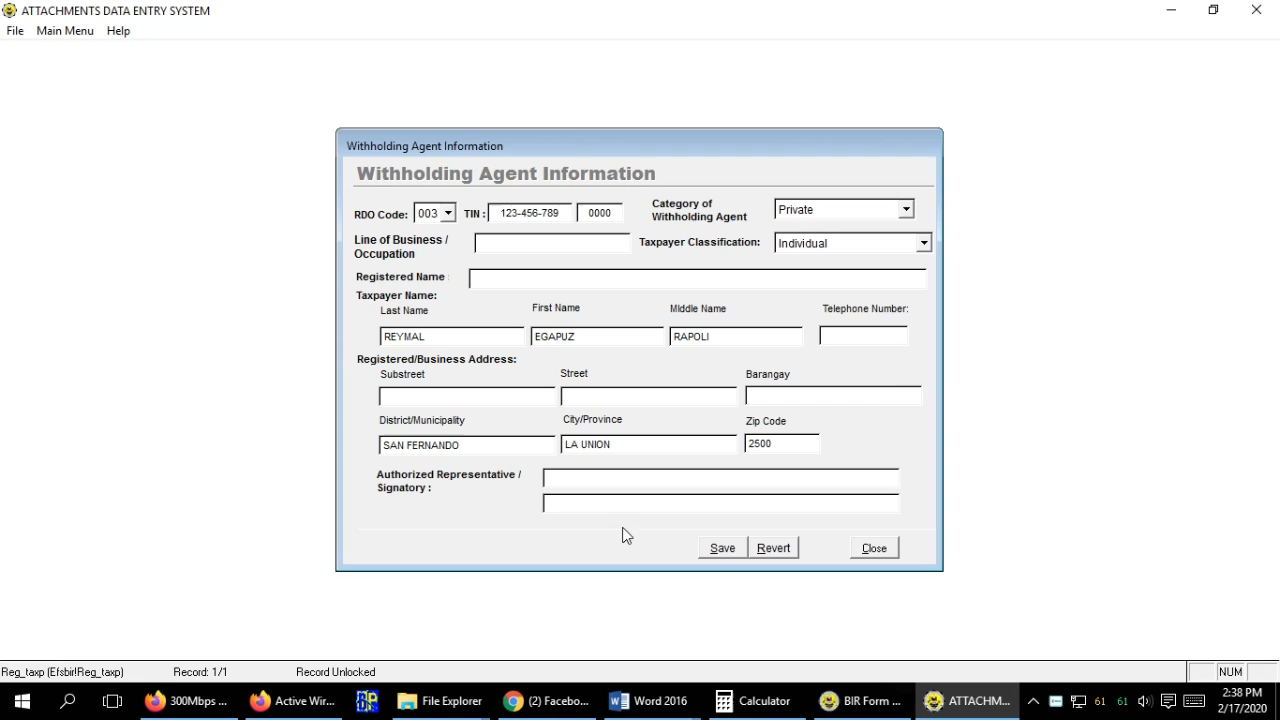 ATTACHMENTS DATA ENTRY SYSTEM
File Main Menu Help
Withholding Agent Information
Withholding Agent Information
RDO Code: 003 TIN : 123-456-789 0000 Category of Withholding Agent Private
Line of Business / Occupation Taxpayer Classification: Individual
Registered Name :
Taxpayer Name:
Last Name First Name Middle Name Telephone Number:
REYMAL EGAPUZ RAPOLI
Registered/Business Address:
Substreet Street Barangay
District/Municipality City/Province Zip Code
SAN FERNANDO LA UNION 2500
Authorized Representative /
Signatory :
Save Revert Close
Reg_taxp (Efsbir!Reg_taxp) Record: 1/1 Record Unlocked NUM
300Mbps ... Active Wir... File Explorer (2) Facebo... Word 2016 Calculator BIR Form ... ATTACHM... 61 61 2:38 PM
2/17/2020